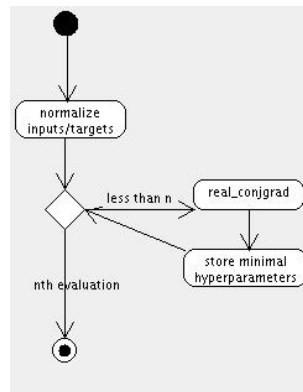 normalize
inputs/targets
less than n
real_conjgrad
store minimal
hyperparameters
nth evaluation